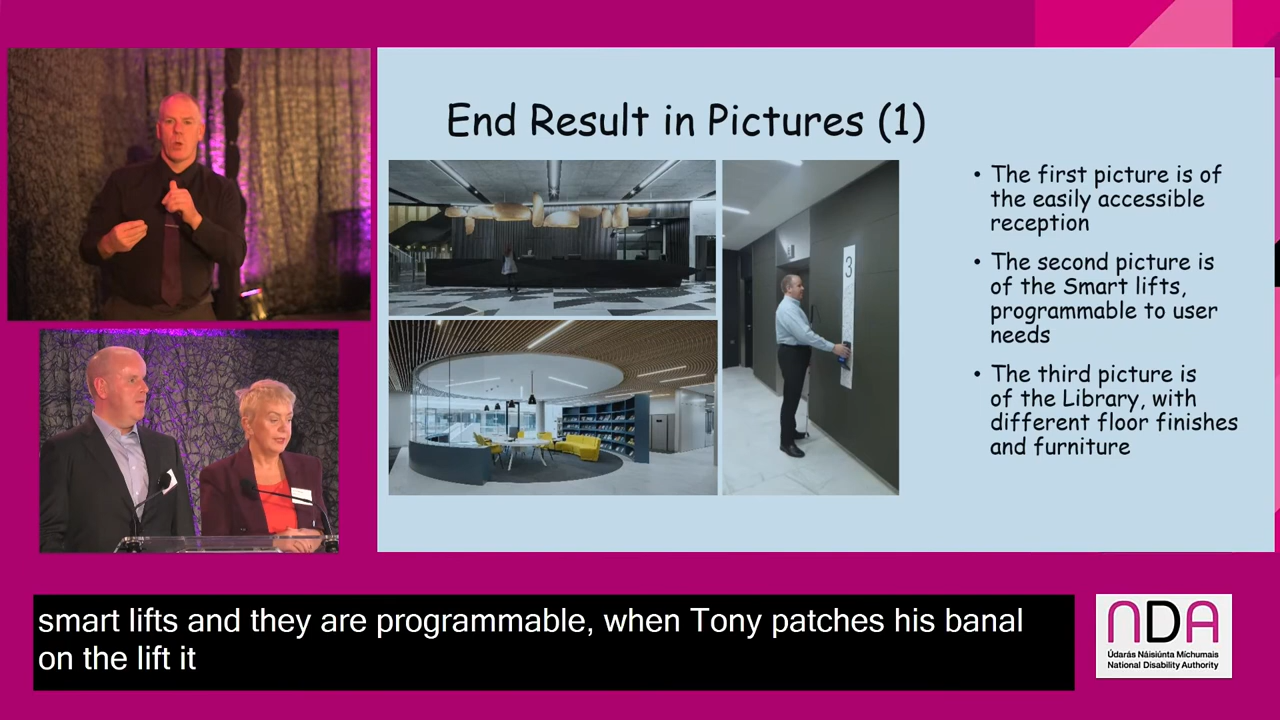 End Result in Pictures (1)
3
• The first picture is of
the easily accessible
reception
• The second picture is
of the Smart lifts,
programmable to user
needs
• The third picture is
of the Library, with
different floor finishes
and furniture
smart lifts and they are programmable, when Tony patches his banal
on the lift it
NDA
Údarás Náisiúnta Míchumais
National Disability Authority